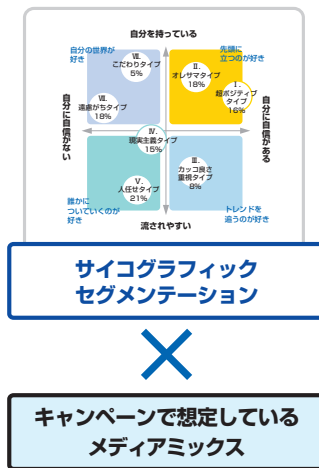 自分を持っている
自分の世界が
好き
先頭に
立つのが好き
Ⅶ.
こだわりタイプ
5%
Ⅱ.
オレサマタイプ
18%
Ⅰ.
超ポジティブ
タイプ
16%
Ⅵ.
遠慮がちタイプ
18%
自分に自信がない
自分に自信がある
Ⅳ.
現実主義タイプ
15%
Ⅲ.
カッコ良さ
重視タイプ
8%
Ⅴ.
人任せタイプ
21%
誰かに
ついていくのが
好き
トレンドを
追うのが好き
流されやすい
サイコグラフィック
セグメンテーション
×
キャンペーンで想定している
メディアミックス